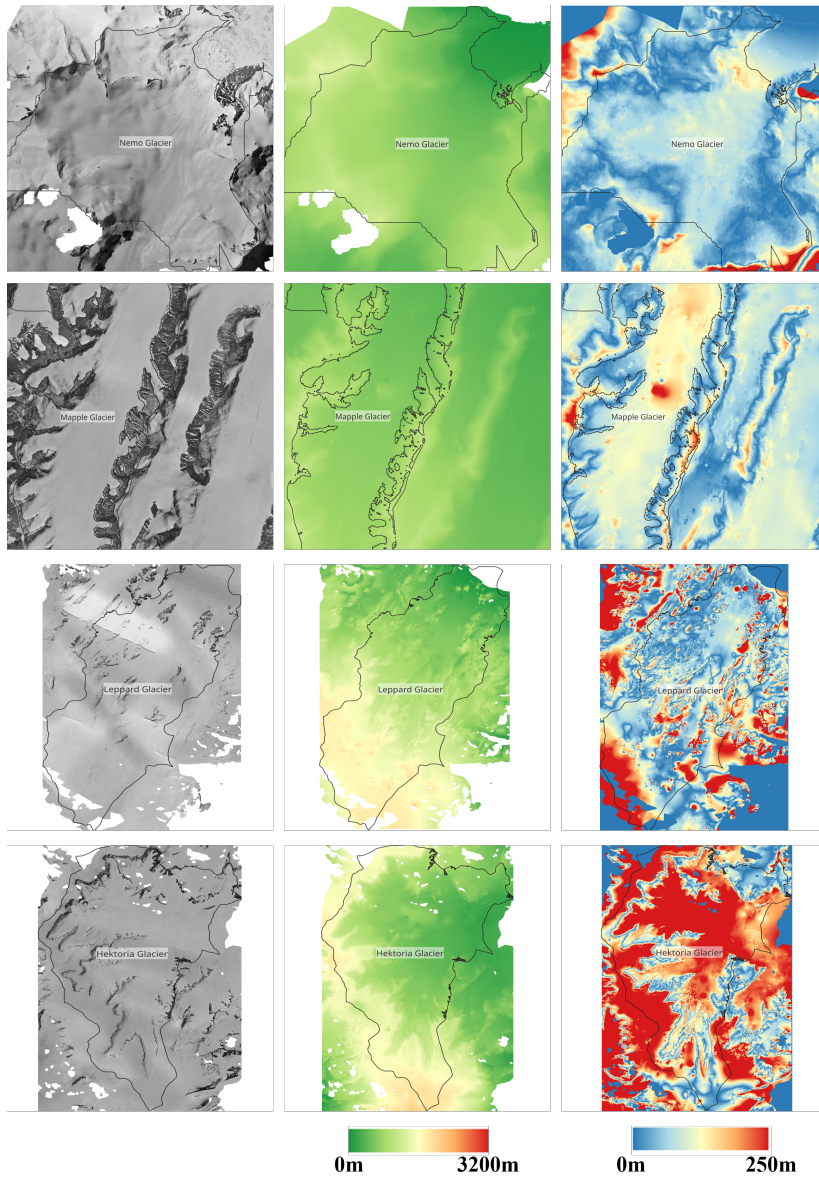 Nemo Glacier
Nemo Glacier
Nemo Glacier
Mapple Glacier
Mapple Glacier
Mapple Glacier
Leppard Glacier
Leppard Glacier
Leppard Glacier
Hektoria Glacier
Hektoria Glacier
Hektoria Glacier
0m
3200m
0m
250m